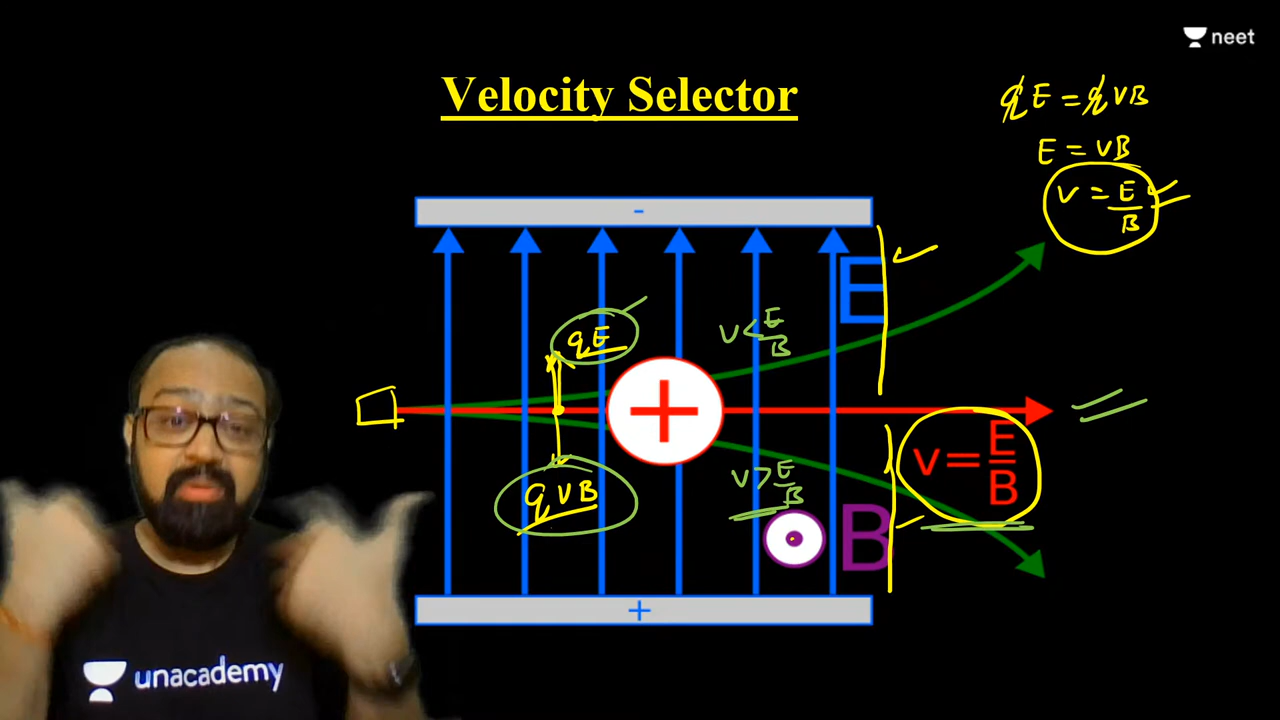 neet
Velocity Selector
qE = qVB
E = VB
V = E/B
-
E
qE
V < E/B
+
V = E/B
qVB
V > E/B
B
+
unacademy